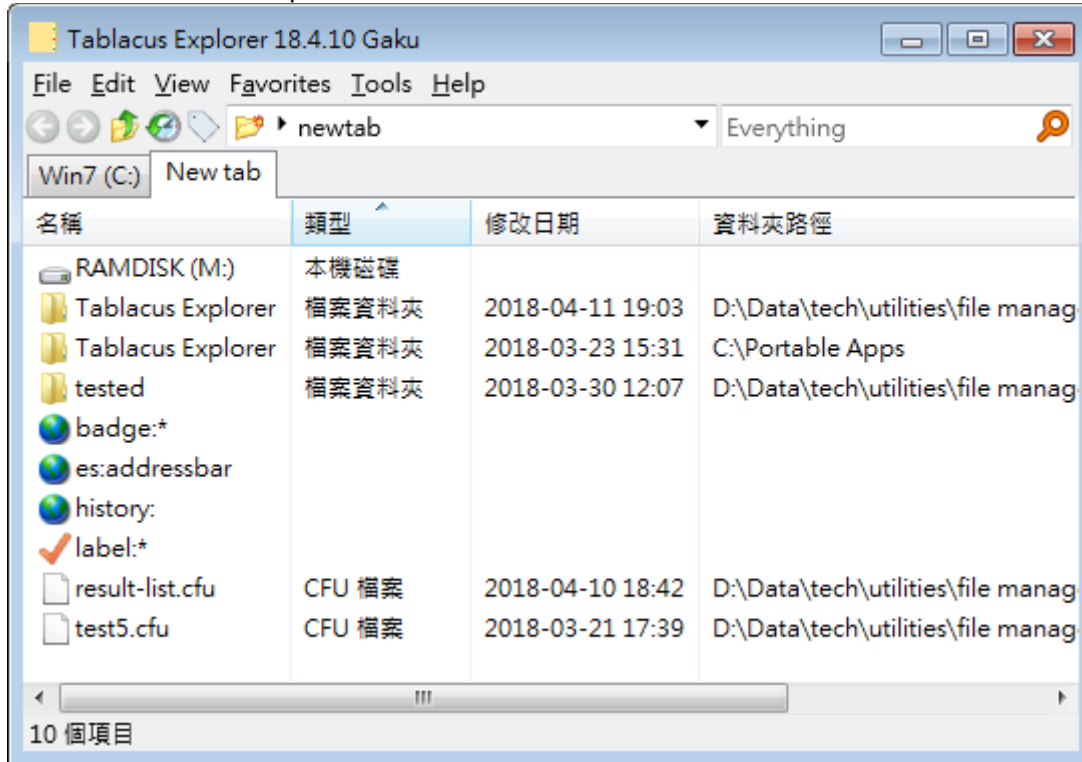 Tablacus Explorer 18.4.10 Gaku
File Edit View Favorites Tools Help
newtab Everything
Win7 (C:) New tab
名稱 類型 修改日期 資料夾路徑
RAMDISK (M:) 本機磁碟
Tablacus Explorer 檔案資料夾 2018-04-11 19:03 D:\Data\tech\utilities\file manag
Tablacus Explorer 檔案資料夾 2018-03-23 15:31 C:\Portable Apps
tested 檔案資料夾 2018-03-30 12:07 D:\Data\tech\utilities\file manag
badge:*
es:addressbar
history:
label:*
result-list.cfu CFU 檔案 2018-04-10 18:42 D:\Data\tech\utilities\file manag
test5.cfu CFU 檔案 2018-03-21 17:39 D:\Data\tech\utilities\file manag
10 個項目